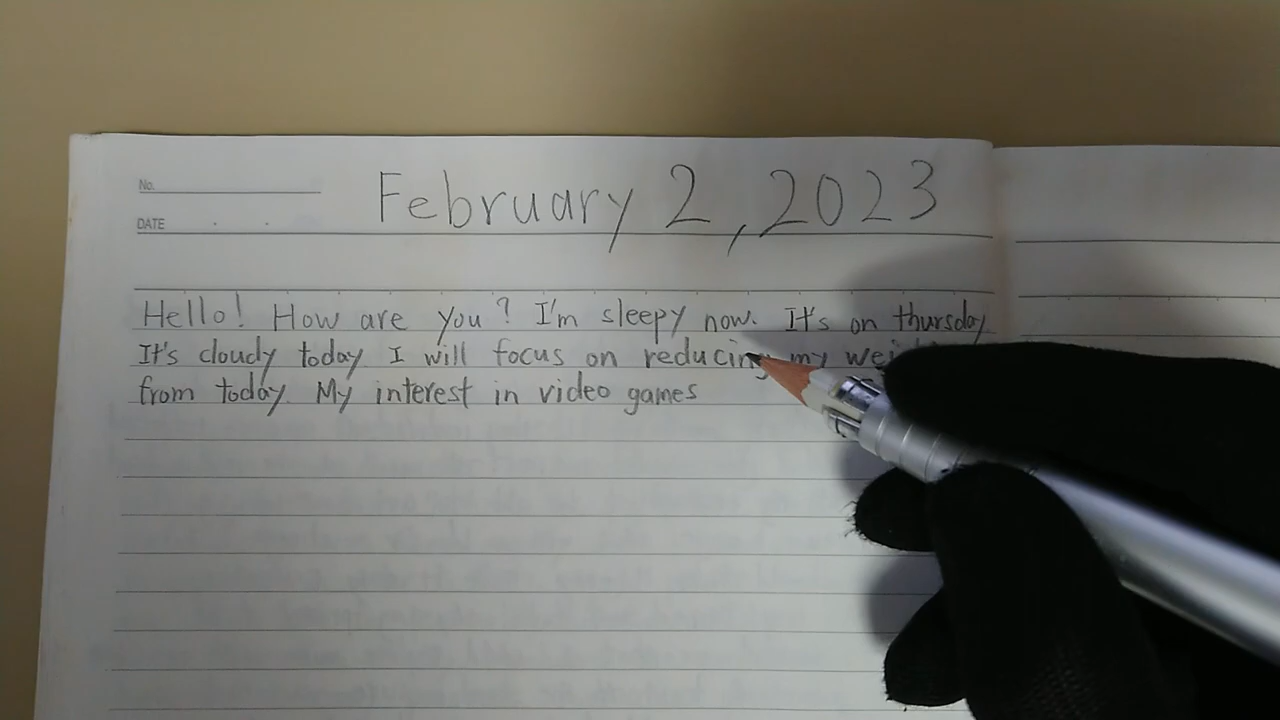 No.
DATE . .
February 2, 2023
Hello! How are you? I'm sleepy now. It's on thursday
It's cloudy today. I will focus on reducing my
from today. My interest in video games